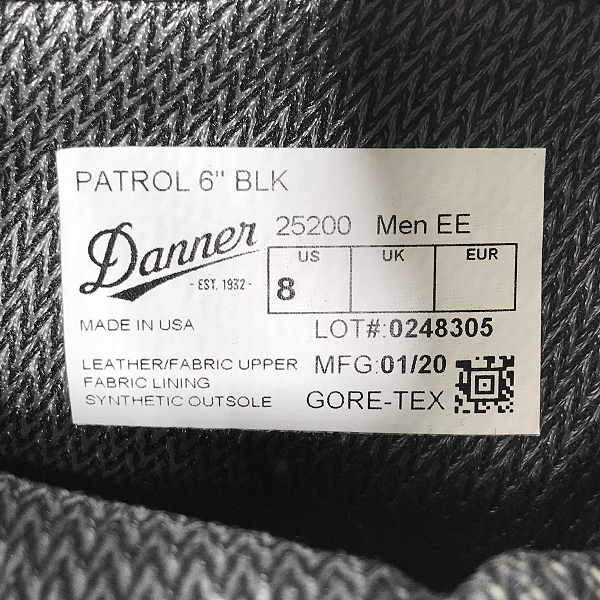 PATROL 6" BLK
Danner
- EST. 1932 -
25200 Men EE
US UK EUR
8
MADE IN USA
LOT#:0248305
LEATHER/FABRIC UPPER
FABRIC LINING
SYNTHETIC OUTSOLE
MFG:01/20
GORE-TEX